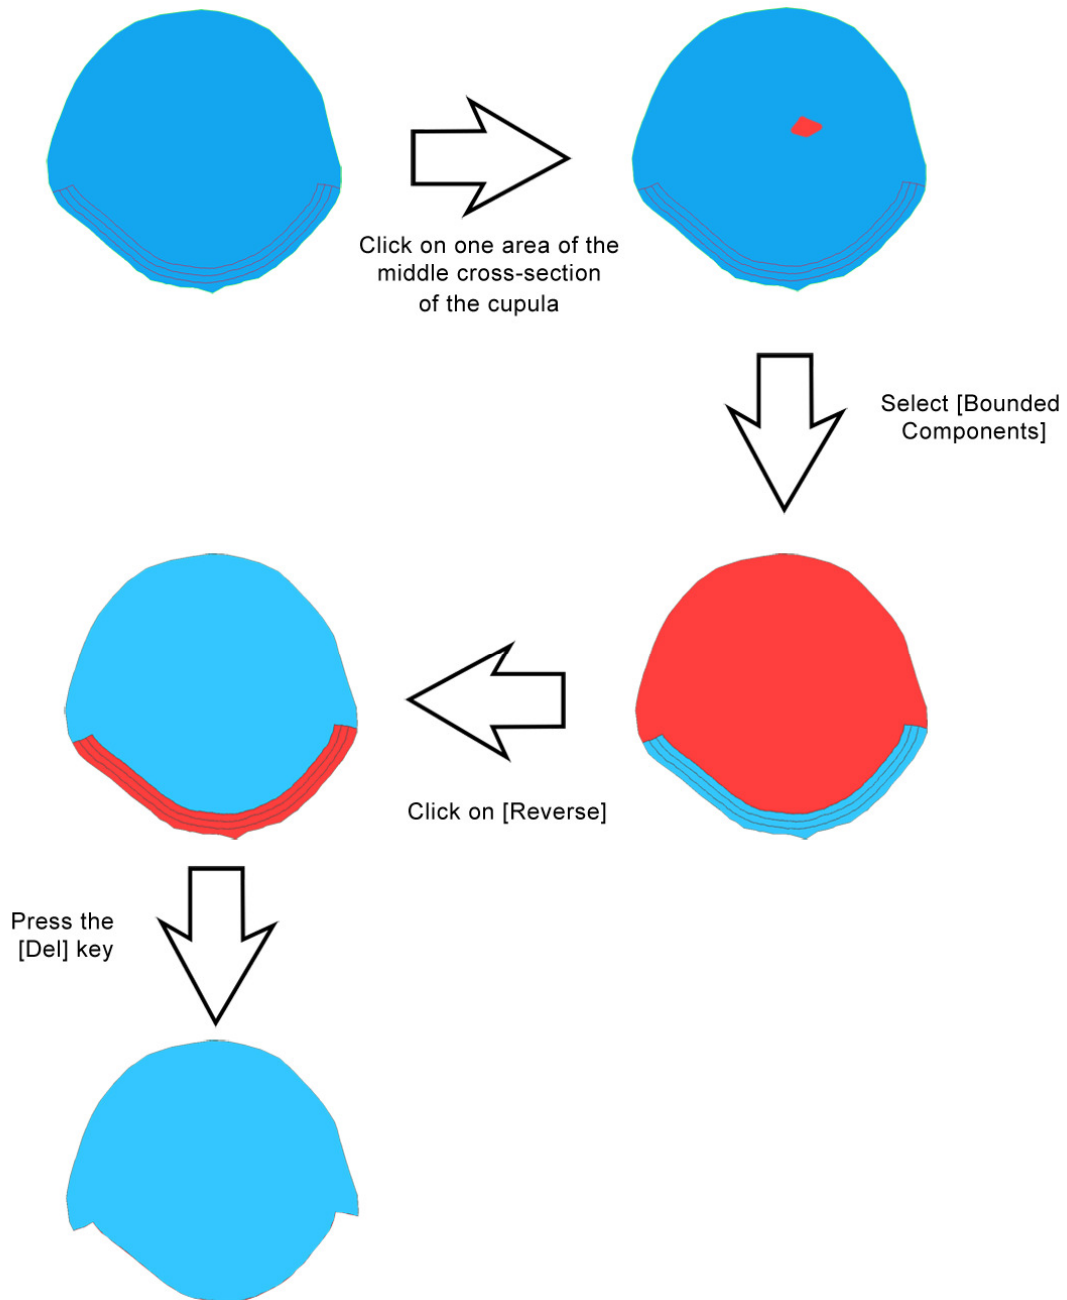 Click on one area of the
middle cross-section
of the cupula
Select [Bounded
Components]
Click on [Reverse]
Press the
[Del] key